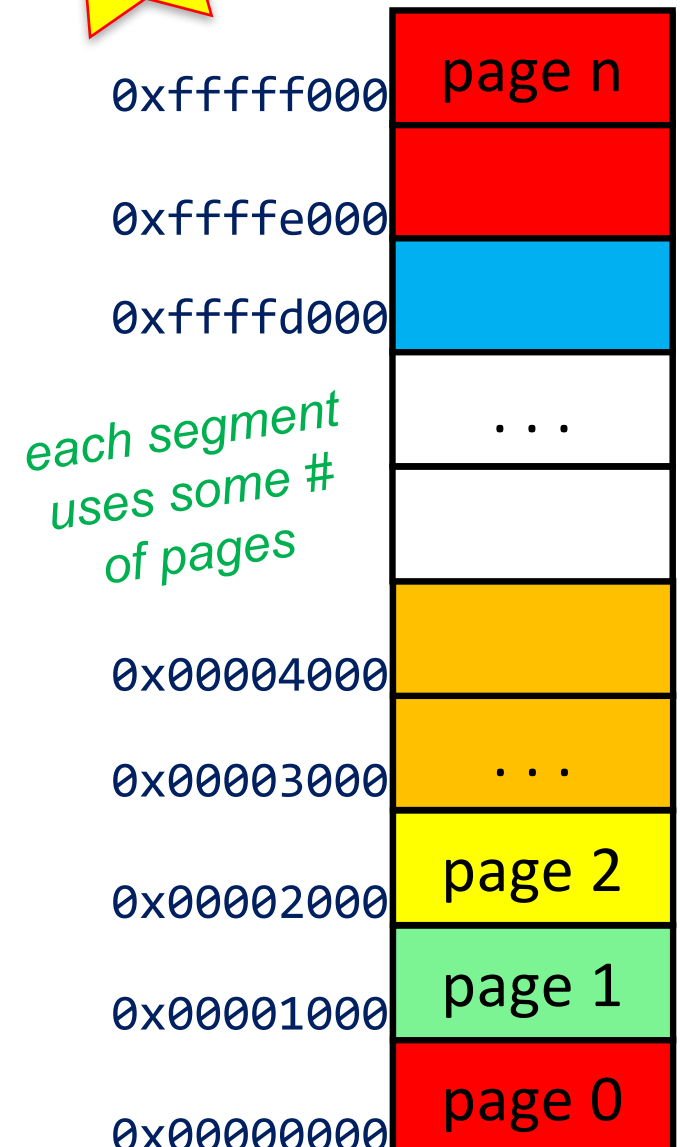 page n
0xfffff000
0xffffe000
0xffffd000
. . .
each segment
uses some #
of pages
0x00004000
. . .
0x00003000
page 2
0x00002000
page 1
0x00001000
page 0
0x00000000